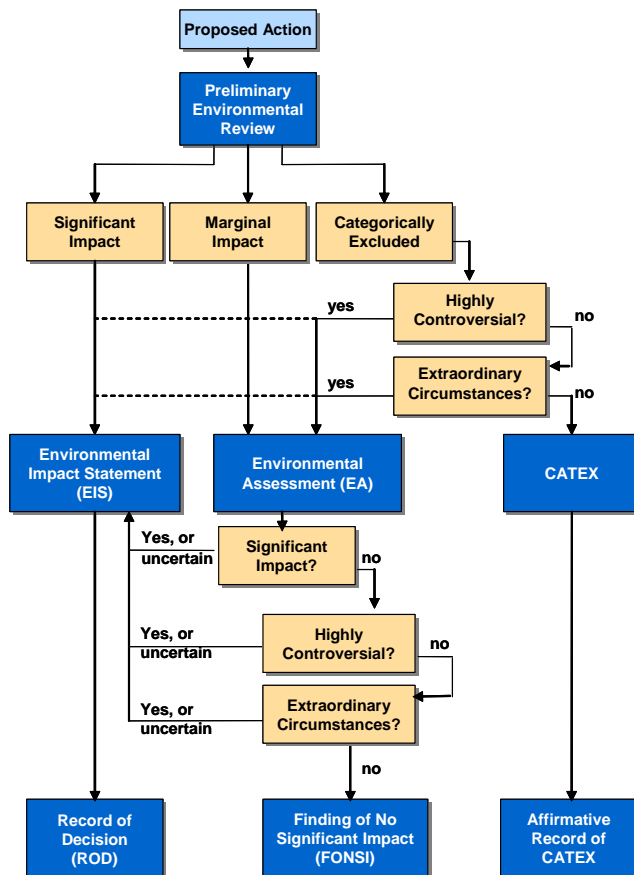 Proposed Action
Preliminary
Environmental
Review
Significant
Impact
Marginal
Impact
Categorically
Excluded
yes
Highly
Controversial?
no
yes
Extraordinary
Circumstances?
no
Environmental
Impact Statement
(EIS)
Environmental
Assessment (EA)
CATEX
Yes, or
uncertain
Significant
Impact?
no
Yes, or
uncertain
Highly
Controversial?
no
Yes, or
uncertain
Extraordinary
Circumstances?
no
Record of
Decision
(ROD)
Finding of No
Significant Impact
(FONSI)
Affirmative
Record of
CATEX